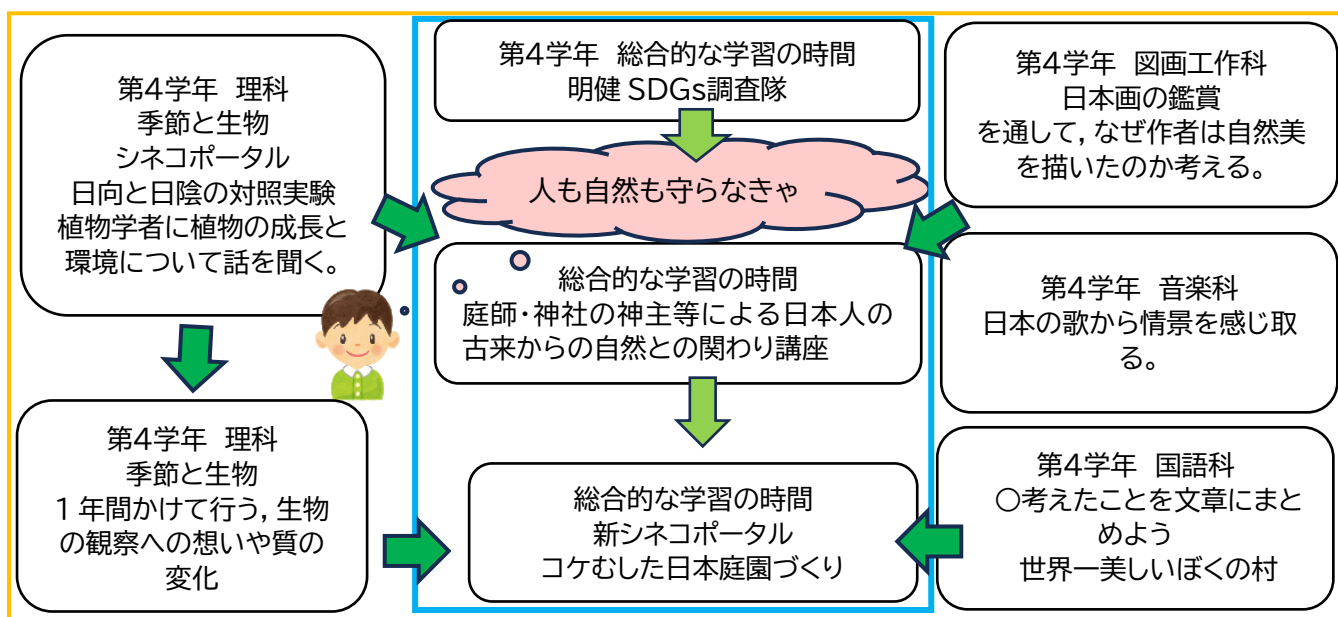 第4学年 理科
季節と生物
シネコポータル
日向と日陰の対照実験
植物学者に植物の成長と
環境について話を聞く。
第4学年 理科
季節と生物
1年間かけて行う,生物
の観察への想いや質の
変化
第4学年 総合的な学習の時間
明健 SDGs調査隊
人も自然も守らなきゃ
総合的な学習の時間
庭師・神社の神主等による日本人の
古来からの自然との関わり講座
総合的な学習の時間
新シネコポータル
コケむした日本庭園づくり
第4学年 図画工作科
日本画の鑑賞
を通して,なぜ作者は自然美
を描いたのか考える。
第4学年 音楽科
日本の歌から情景を感じ取
る。
第4学年 国語科
〇考えたことを文章にまと
めよう
世界一美しいぼくの村